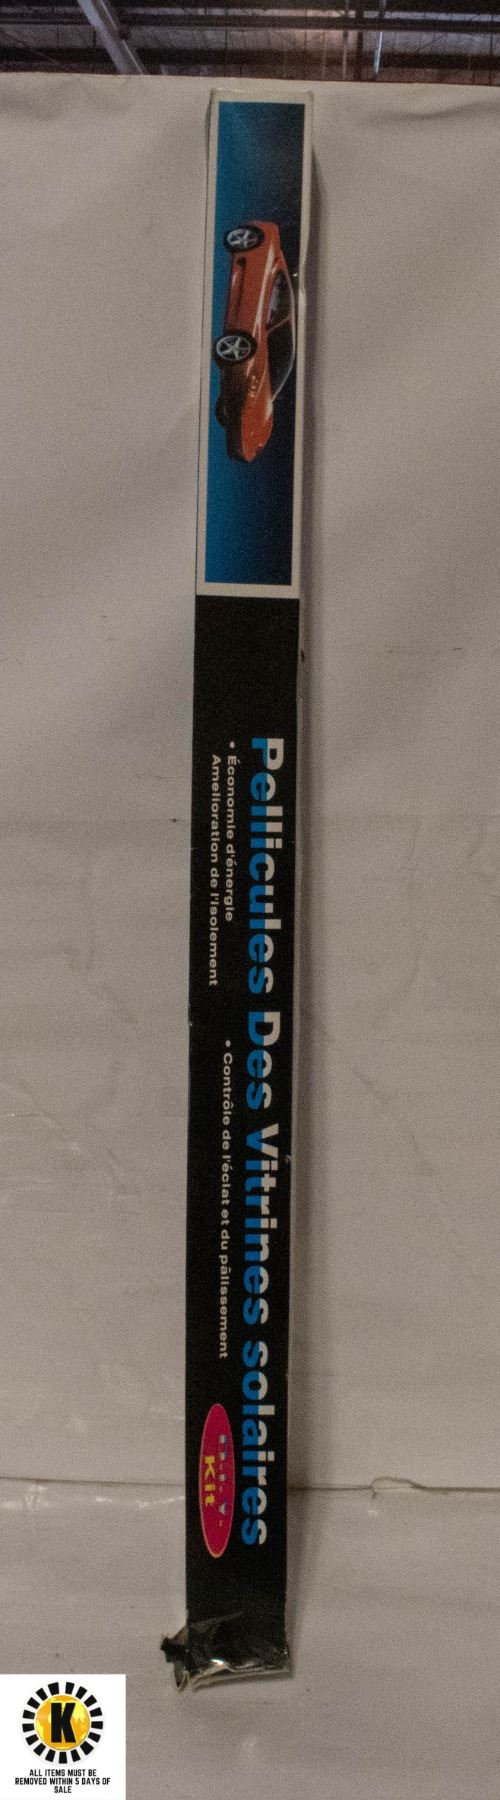 Pellicules Des Vitrines solaires
• Économie d'énergie
Amelioration de l'isolement
• Contrôle de l'éclat et du pâlissement
Kit
K
ALL ITEMS MUST BE
REMOVED WITHIN 5 DAYS OF
SALE